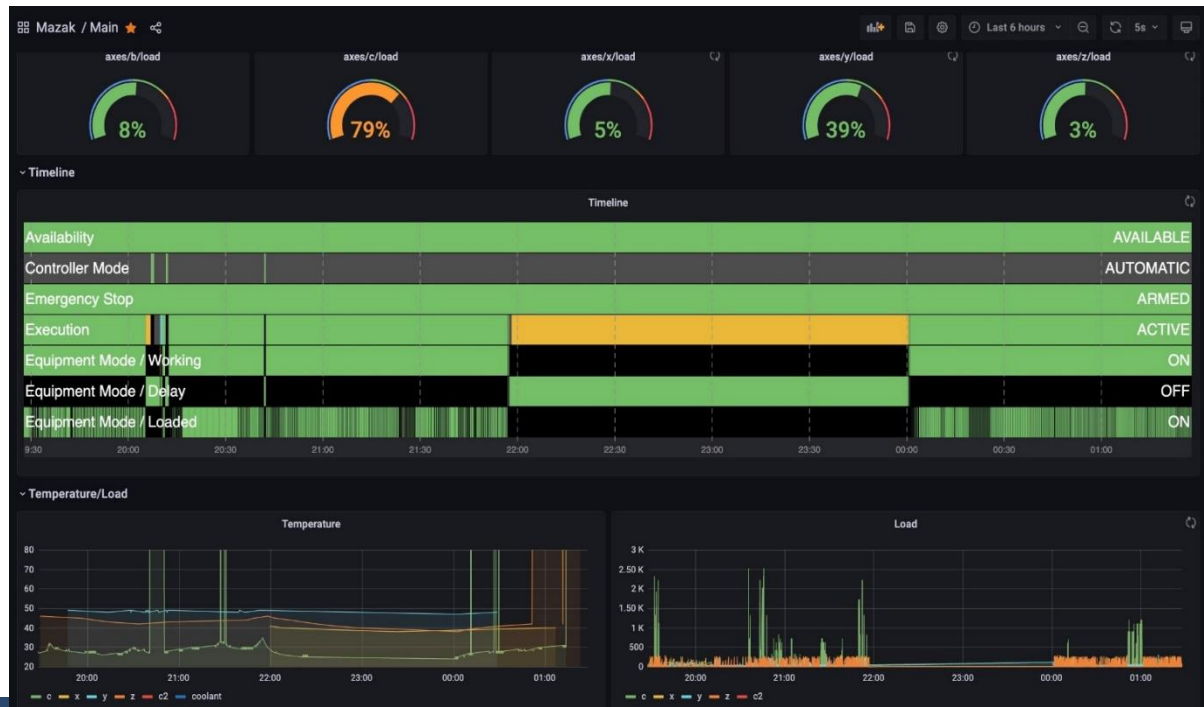 Mazak / Main
Last 6 hours
5s
axes/b/load
axes/c/load
axes/x/load
axes/y/load
axes/z/load
8%
79%
5%
39%
3%
Timeline
Timeline
Availability
AVAILABLE
Controller Mode
AUTOMATIC
Emergency Stop
ARMED
Execution
ACTIVE
Equipment Mode / Working
ON
Equipment Mode / Delay
OFF
Equipment Mode / Loaded
ON
9:30 20:00 20:30 21:00 21:30 22:00 22:30 23:00 23:30 00:00 00:30 01:00
Temperature/Load
Temperature
80
70
60
50
40
30
20
20:00 21:00 22:00 23:00 00:00 01:00
c x y z c2 coolant
Load
3 K
2.50 K
2 K
1.50 K
1 K
500
0
20:00 21:00 22:00 23:00 00:00 01:00
c x y z c2